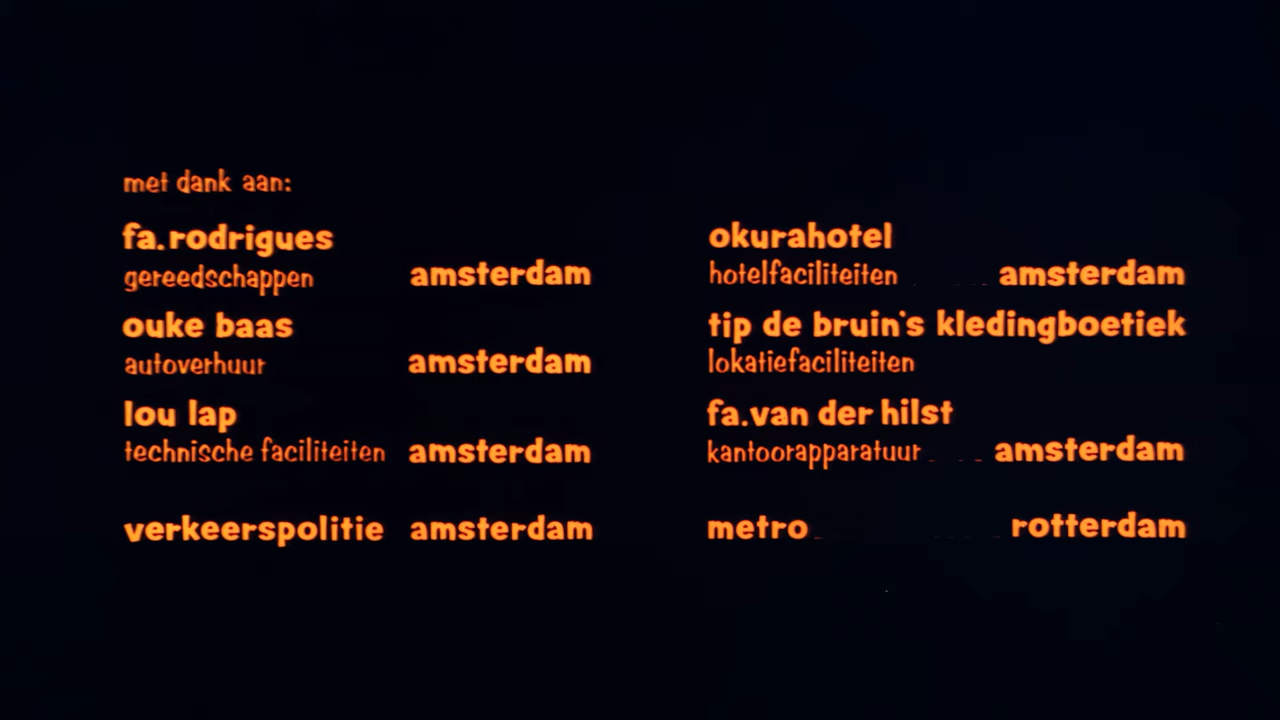 met dank aan:
fa.rodrigues
gereedschappen amsterdam
ouke baas
autoverhuur amsterdam
lou lap
technische faciliteiten amsterdam
verkeerspolitie amsterdam
okurahotel
hotelfaciliteiten amsterdam
tip de bruin's kledingboetiek
lokatiefaciliteiten
fa.van der hilst
kantoorapparatuur amsterdam
metro rotterdam